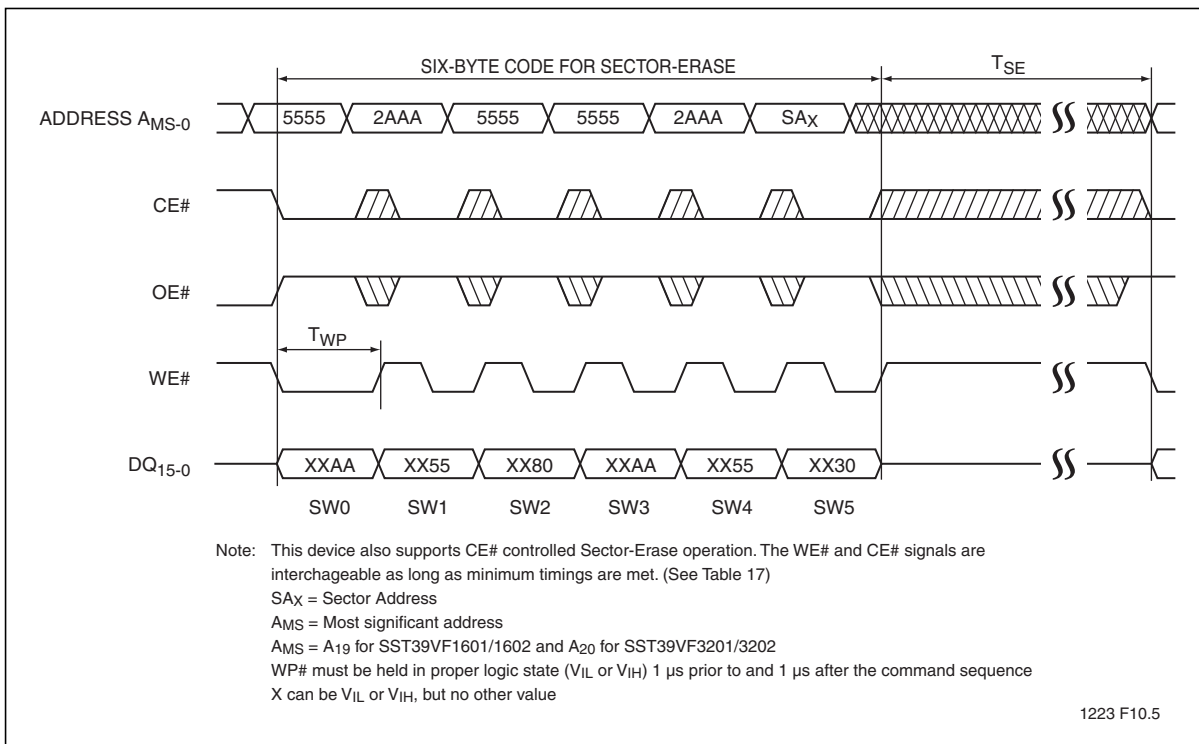 SIX-BYTE CODE FOR SECTOR-ERASE
TSE
ADDRESS AMS-0
5555 2AAA 5555 5555 2AAA SAX
CE#
OE#
TWP
WE#
DQ15-0
XXAA XX55 XX80 XXAA XX55 XX30
SW0 SW1 SW2 SW3 SW4 SW5
Note: This device also supports CE# controlled Sector-Erase operation. The WE# and CE# signals are
interchageable as long as minimum timings are met. (See Table 17)
SAX = Sector Address
AMS = Most significant address
AMS = A19 for SST39VF1601/1602 and A20 for SST39VF3201/3202
WP# must be held in proper logic state (VIL or VIH) 1 µs prior to and 1 µs after the command sequence
X can be VIL or VIH, but no other value
1223 F10.5